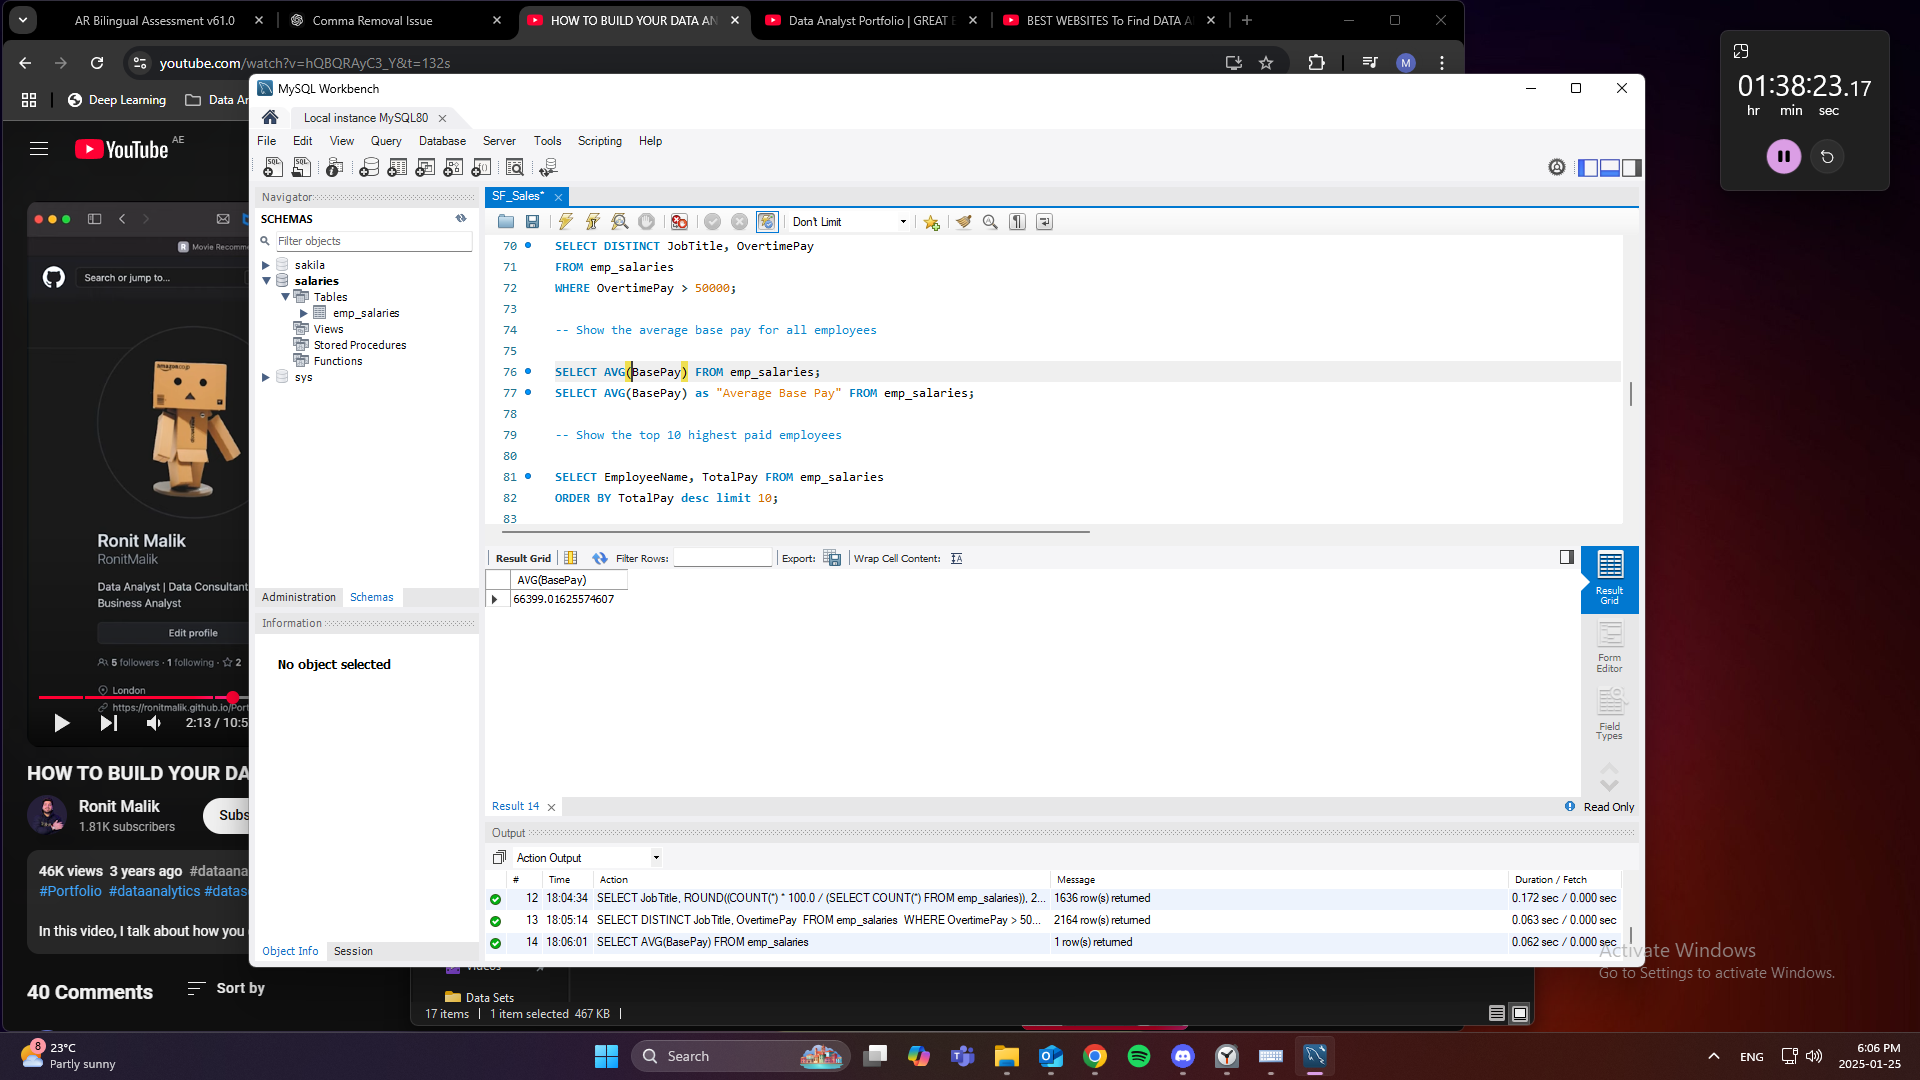 AR Bilingual Assessment v61.0
Comma Removal Issue
HOW TO BUILD YOUR DATA AN
Data Analyst Portfolio | GREAT E
BEST WEBSITES To Find DATA A
youtube.com/watch?v=hQBQRAyC3_Y&t=132s
M
Deep Learning
Data An
01:38:23.17
hr min sec
YouTube AE
Movie Recomm
Search or jump to...
Ronit Malik
RonitMalik
Data Analyst | Data Consultant
Business Analyst
Edit profile
5 followers · 1 following · 2
London
https://ronitmalik.github.io/Port
2:13 / 10:5
HOW TO BUILD YOUR DA
Ronit Malik
1.81K subscribers
Subs
46K views 3 years ago #dataana
#Portfolio #dataanalytics #datas
In this video, I talk about how you
40 Comments
Sort by
MySQL Workbench
Local instance MySQL80
File Edit View Query Database Server Tools Scripting Help
Navigator
SCHEMAS
Filter objects
sakila
salaries
Tables
emp_salaries
Views
Stored Procedures
Functions
sys
Administration Schemas
Information
No object selected
Object Info Session
SF_Sales*
Don't Limit
70 SELECT DISTINCT JobTitle, OvertimePay
71 FROM emp_salaries
72 WHERE OvertimePay > 50000;
73
74 -- Show the average base pay for all employees
75
76 SELECT AVG(BasePay) FROM emp_salaries;
77 SELECT AVG(BasePay) as "Average Base Pay" FROM emp_salaries;
78
79 -- Show the top 10 highest paid employees
80
81 SELECT EmployeeName, TotalPay FROM emp_salaries
82 ORDER BY TotalPay desc limit 10;
83
Result Grid Filter Rows: Export: Wrap Cell Content:
AVG(BasePay)
66399.01625574607
Result Grid
Form Editor
Field Types
Result 14
Read Only
Output
Action Output
# Time Action Message Duration / Fetch
12 18:04:34 SELECT JobTitle, ROUND((COUNT(*) * 100.0 / (SELECT COUNT(*) FROM emp_salaries)), 2... 1636 row(s) returned 0.172 sec / 0.000 sec
13 18:05:14 SELECT DISTINCT JobTitle, OvertimePay FROM emp_salaries WHERE OvertimePay > 50... 2164 row(s) returned 0.063 sec / 0.000 sec
14 18:06:01 SELECT AVG(BasePay) FROM emp_salaries 1 row(s) returned 0.062 sec / 0.000 sec
Activate Windows
Go to Settings to activate Windows.
Videos
Data Sets
17 items | 1 item selected 467 KB |
8
23°C
Partly sunny
Search
ENG
6:06 PM
2025-01-25